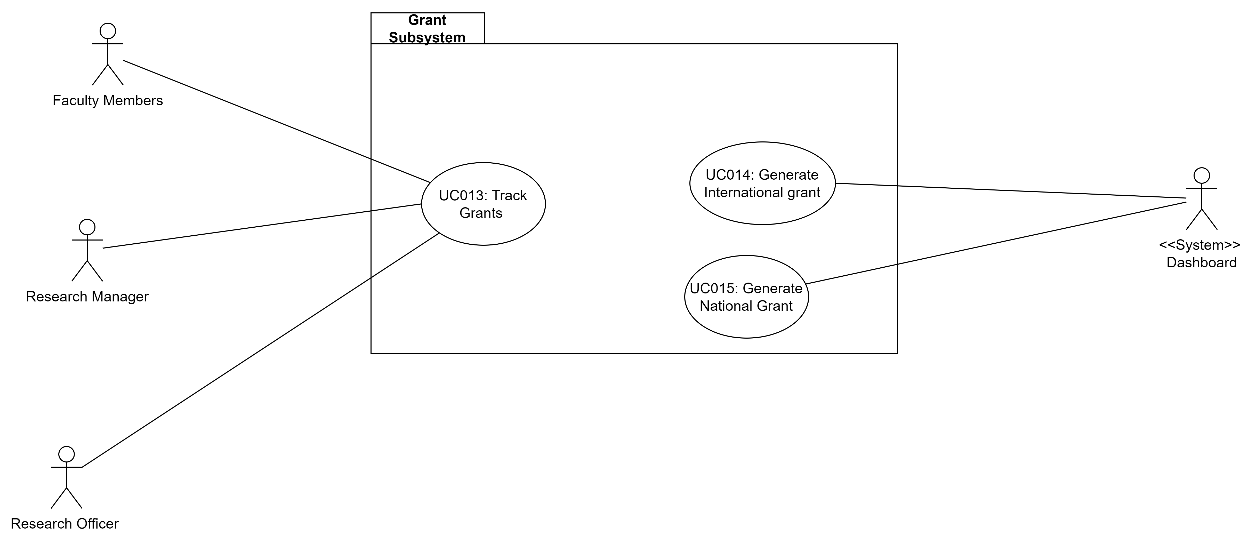 Grant
Subsystem
Faculty Members
UC013: Track
Grants
UC014: Generate
International grant
<<System>>
Dashboard
Research Manager
UC015: Generate
National Grant
Research Officer